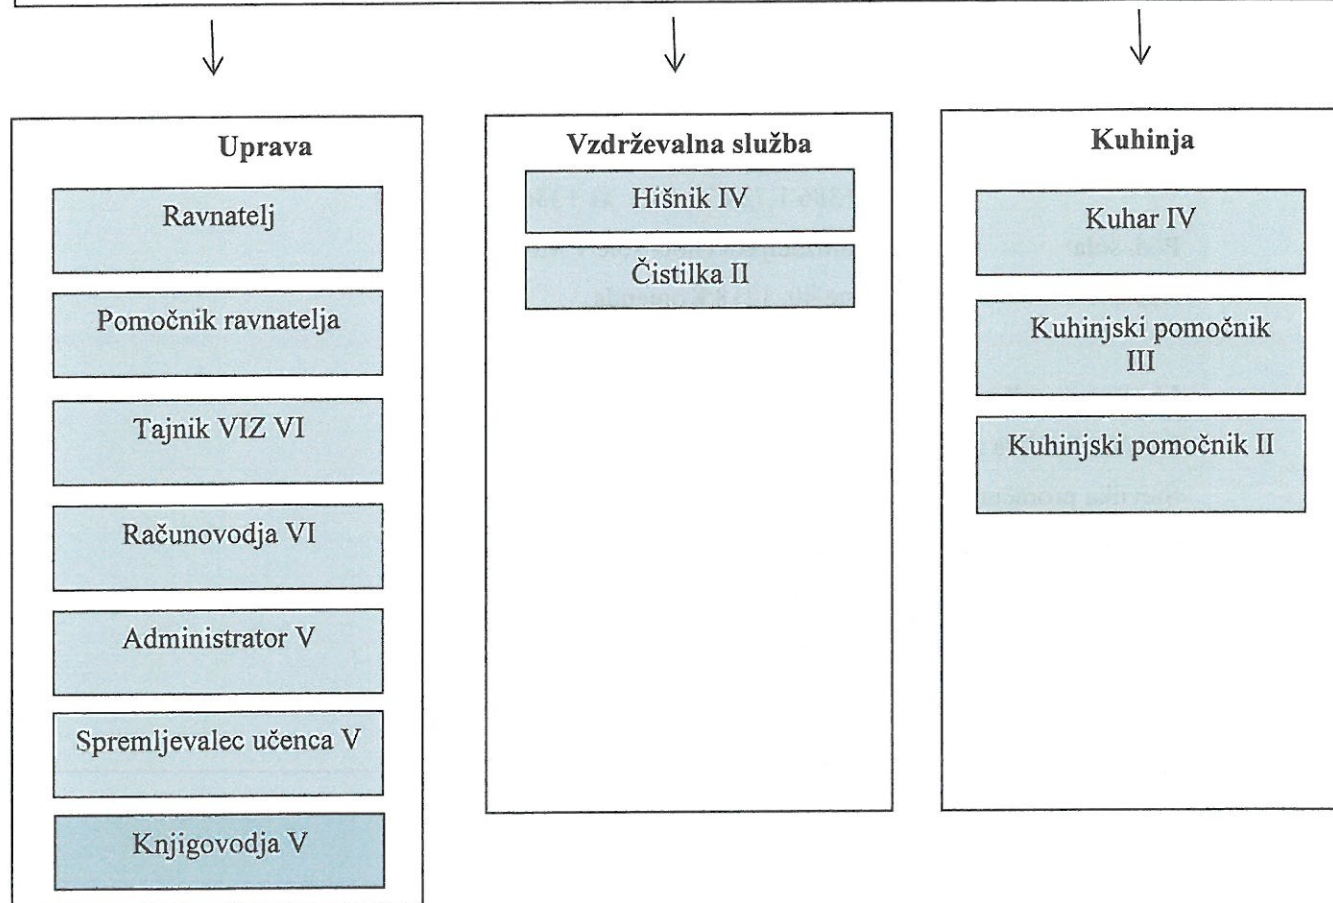 Uprava
Ravnatelj
Pomočnik ravnatelja
Tajnik VIZ VI
Računovodja VI
Administrator V
Spremljevalec učenca V
Knjigovodja V
Vzdrževalna služba
Hišnik IV
Čistilka II
Kuhinja
Kuhar IV
Kuhinjski pomočnik
III
Kuhinjski pomočnik II